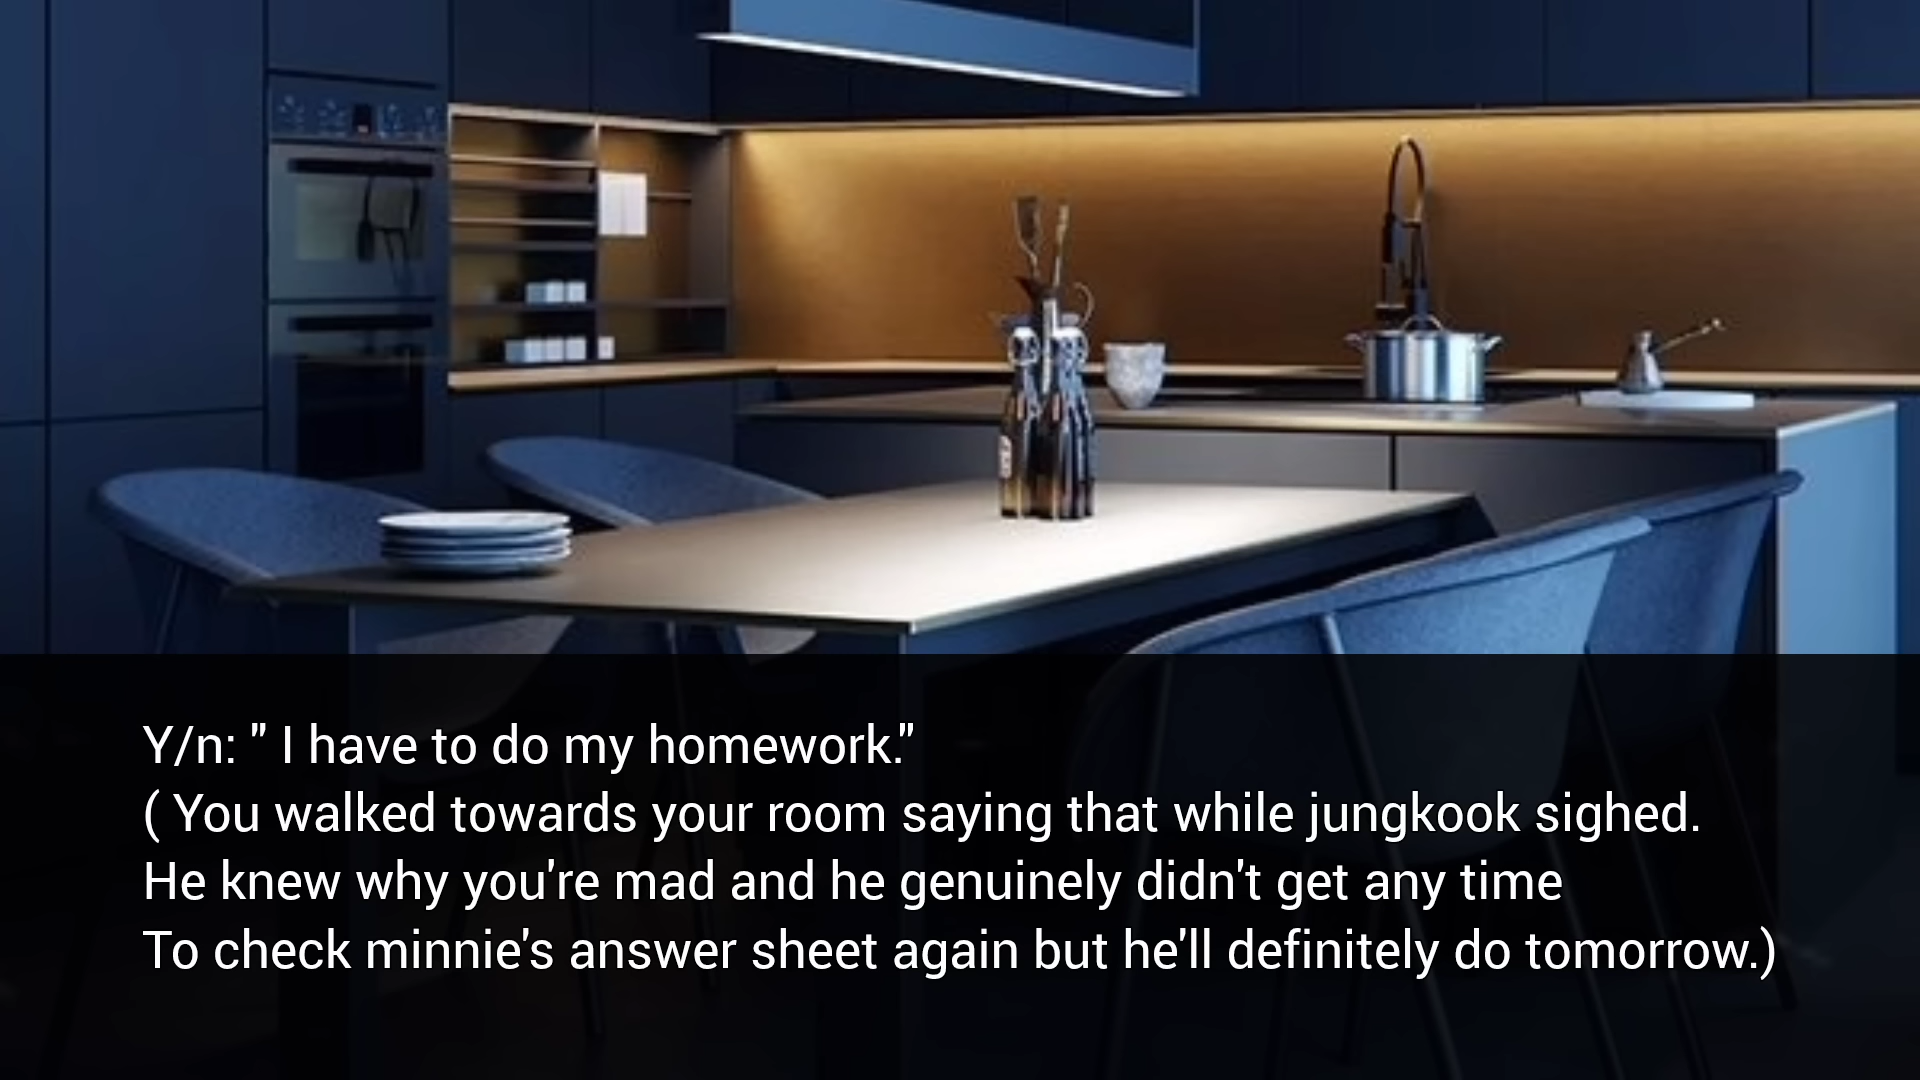 Y/n: " I have to do my homework."
( You walked towards your room saying that while jungkook sighed.
He knew why you're mad and he genuinely didn't get any time
To check minnie's answer sheet again but he'll definitely do tomorrow.)